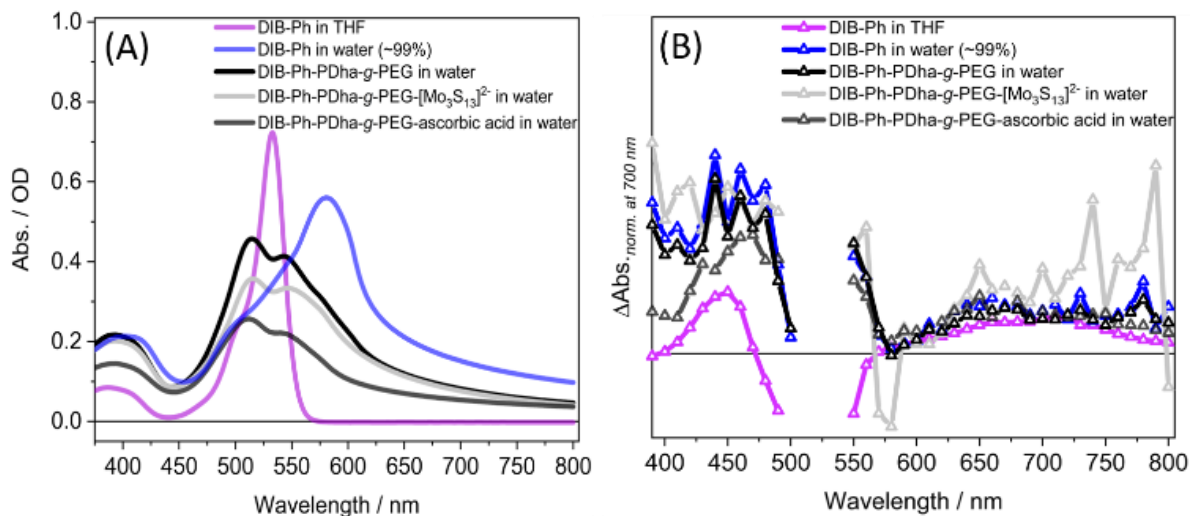 (A)
DIB-Ph in THF
DIB-Ph in water (~99%)
DIB-Ph-PDha-g-PEG in water
DIB-Ph-PDha-g-PEG-[Mo₃S₁₃]²⁻ in water
DIB-Ph-PDha-g-PEG-ascorbic acid in water
Abs. / OD
1.0
0.8
0.6
0.4
0.2
0.0
400 450 500 550 600 650 700 750 800
Wavelength / nm
(B)
DIB-Ph in THF
DIB-Ph in water (~99%)
DIB-Ph-PDha-g-PEG in water
DIB-Ph-PDha-g-PEG-[Mo₃S₁₃]²⁻ in water
DIB-Ph-PDha-g-PEG-ascorbic acid in water
ΔAbs.norm. at 700 nm
400 450 500 550 600 650 700 750 800
Wavelength / nm